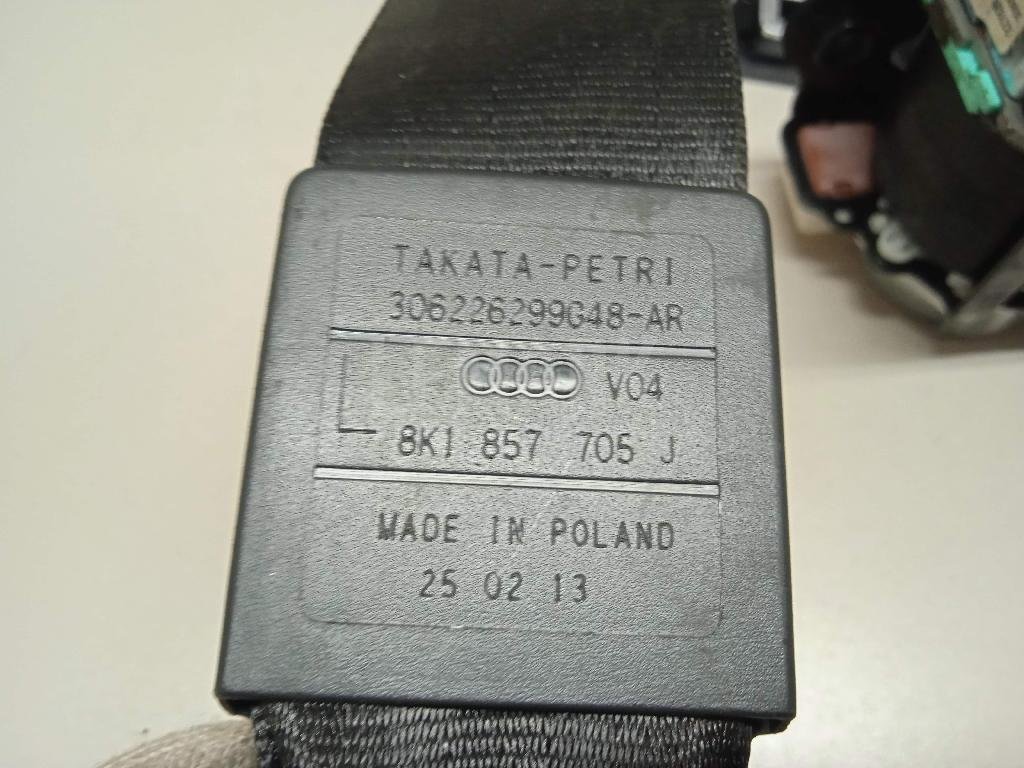 TAKATA-PETRI
306226299G48-AR
V04
8K1 857 705 J
MADE IN POLAND
25 02 13